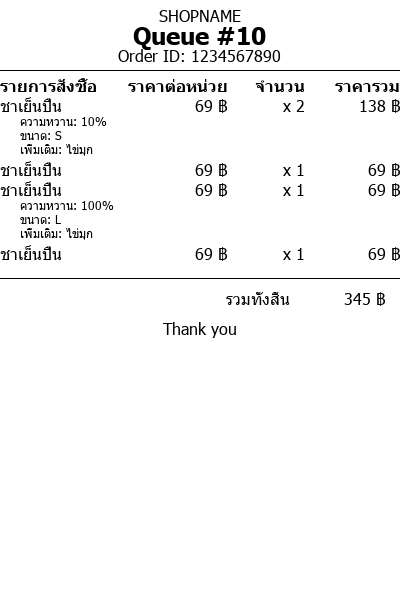 SHOPNAME
Queue #10
Order ID: 1234567890
รายการสั่งซื้อ ราคาต่อหน่วย จำนวน ราคารวม
ชาเย็นปั่น 69 ฿ x 2 138 ฿
ความหวาน: 10%
ขนาด: S
เพิ่มเติม: ไข่มุก
ชาเย็นปั่น 69 ฿ x 1 69 ฿
ชาเย็นปั่น 69 ฿ x 1 69 ฿
ความหวาน: 100%
ขนาด: L
เพิ่มเติม: ไข่มุก
ชาเย็นปั่น 69 ฿ x 1 69 ฿
รวมทั้งสิ้น 345 ฿
Thank you